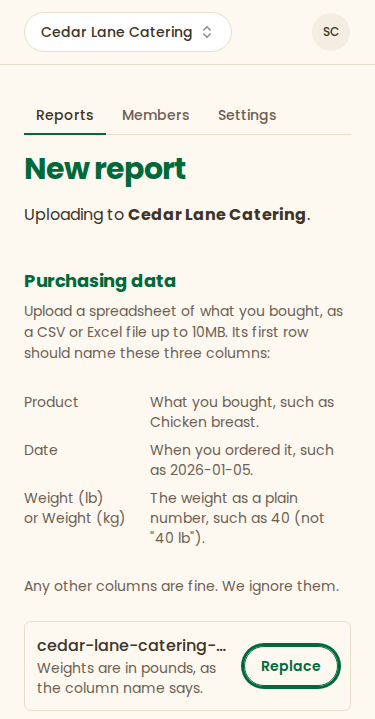 Cedar Lane Catering
SC
Reports Members Settings
New report
Uploading to Cedar Lane Catering.
Purchasing data
Upload a spreadsheet of what you bought, as
a CSV or Excel file up to 10MB. Its first row
should name these three columns:
Product
What you bought, such as
Chicken breast.
Date
When you ordered it, such
as 2026-01-05.
Weight (lb)
or Weight (kg)
The weight as a plain
number, such as 40 (not
"40 lb").
Any other columns are fine. We ignore them.
cedar-lane-catering-...
Weights are in pounds, as
the column name says.
Replace